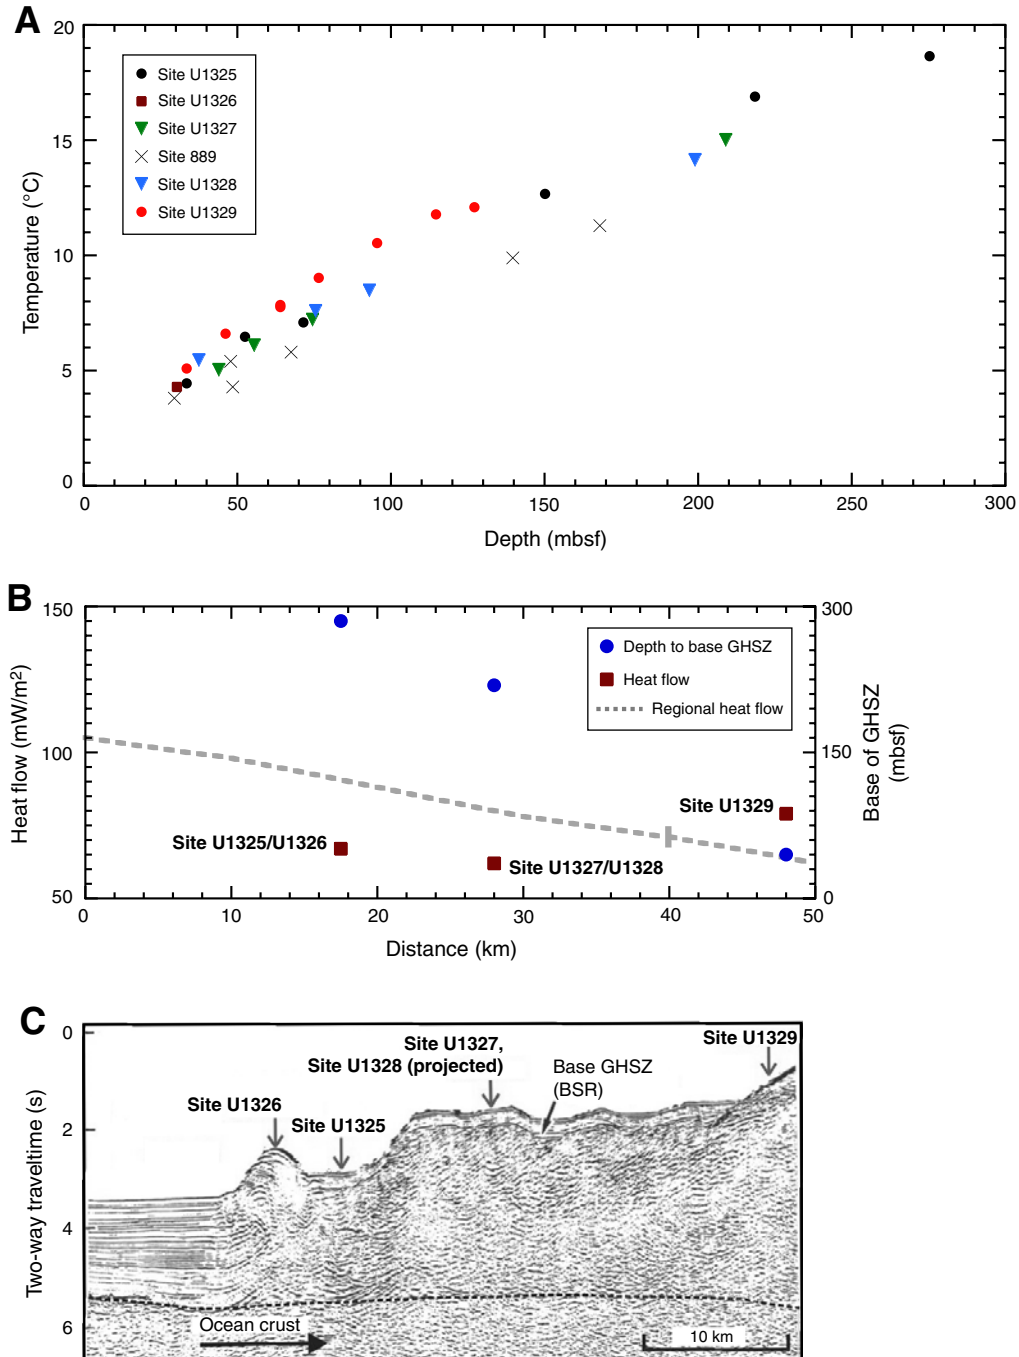 A
20
15
10
5
0
Temperature (°C)
Site U1325
Site U1326
Site U1327
Site 889
Site U1328
Site U1329
0 50 100 150 200 250 300
Depth (mbsf)
B
150
100
50
Heat flow (mW/m²)
Depth to base GHSZ
Heat flow
Regional heat flow
300
150
0
Base of GHSZ
(mbsf)
Site U1329
Site U1325/U1326
Site U1327/U1328
0 10 20 30 40 50
Distance (km)
C
0
2
4
6
Two-way traveltime (s)
Site U1329
Site U1327,
Site U1328 (projected)
Base GHSZ
(BSR)
Site U1326
Site U1325
Ocean crust
10 km